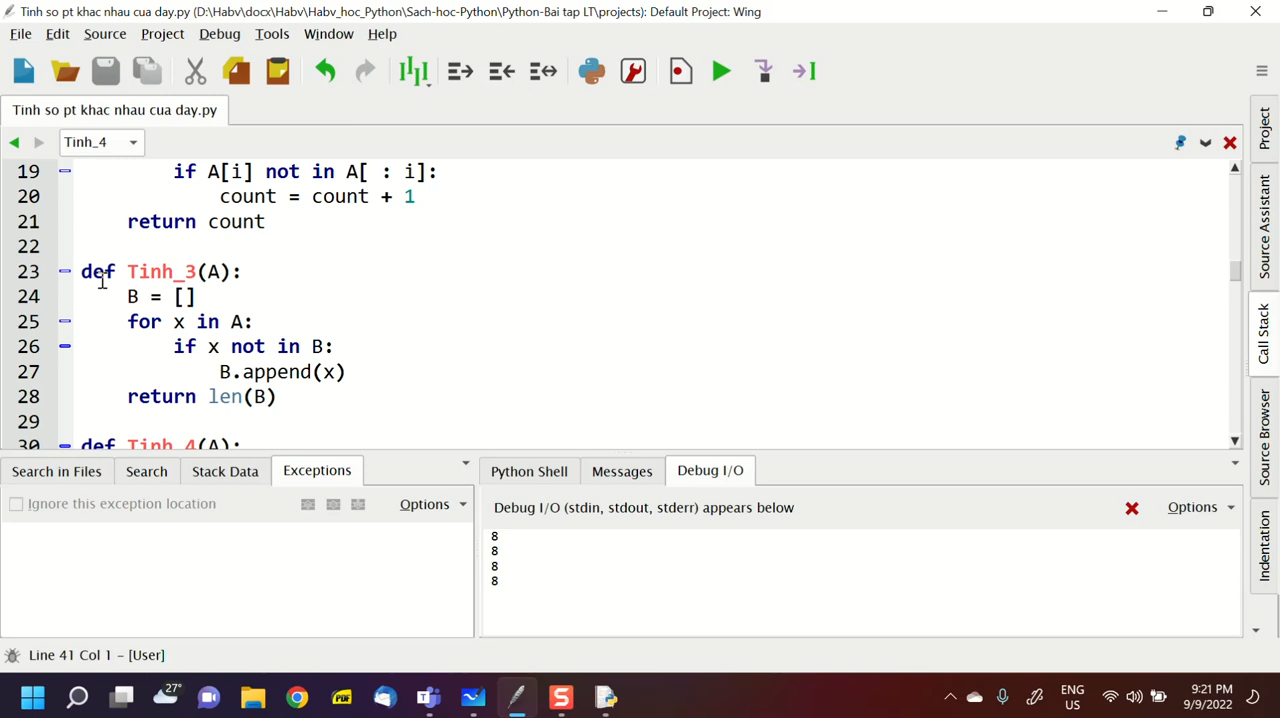 Tinh so pt khac nhau cua day.py (D:\Habv\docx\Habv\Habv_hoc_Python\Sach-hoc-Python\Python-Bai tap LT\projects): Default Project: Wing
File Edit Source Project Debug Tools Window Help
Tinh so pt khac nhau cua day.py
Tinh_4
19 if A[i] not in A[ : i]:
20 count = count + 1
21 return count
22
23 def Tinh_3(A):
24 B = []
25 for x in A:
26 if x not in B:
27 B.append(x)
28 return len(B)
29
30 def Tinh_4(A):
Project
Source Assistant
Call Stack
Source Browser
Indentation
Search in Files Search Stack Data Exceptions
Ignore this exception location Options
Python Shell Messages Debug I/O
Debug I/O (stdin, stdout, stderr) appears below Options
8
8
8
8
Line 41 Col 1 – [User]
27°
PDF
S
ENG
US
9:21 PM
9/9/2022